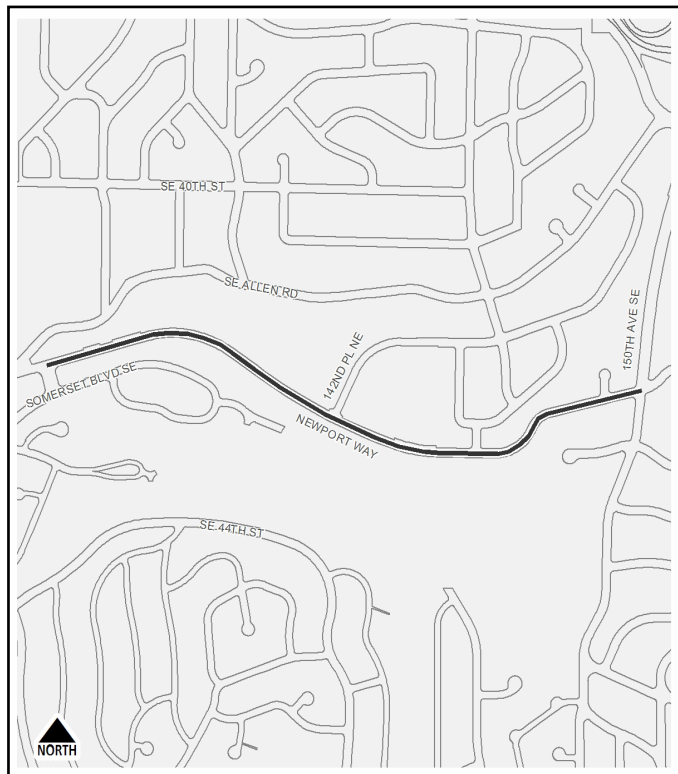 SE 40TH ST
SE ALLEN RD
150TH AVE SE
142ND PL NE
SOMERSET BLVD SE
NEWPORT WAY
SE 44TH ST
NORTH